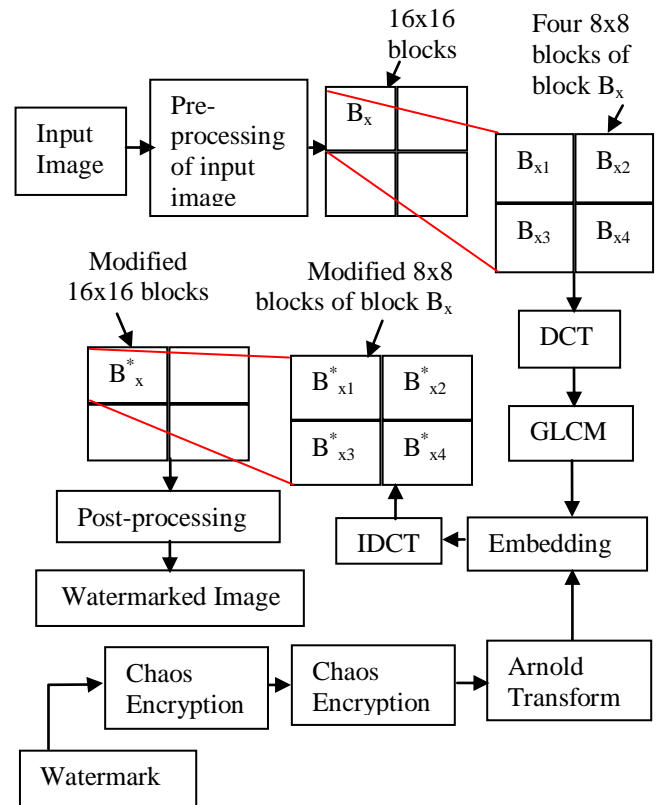 16x16
blocks
Four 8x8
blocks of
block Bx
Input
Image
Pre-
processing
of input
image
Bx
Bx1 Bx2
Bx3 Bx4
Modified
16x16 blocks
Modified 8x8
blocks of block Bx
DCT
B*x
B*x1 B*x2
B*x3 B*x4
GLCM
Post-processing
IDCT
Embedding
Watermarked Image
Chaos
Encryption
Chaos
Encryption
Arnold
Transform
Watermark